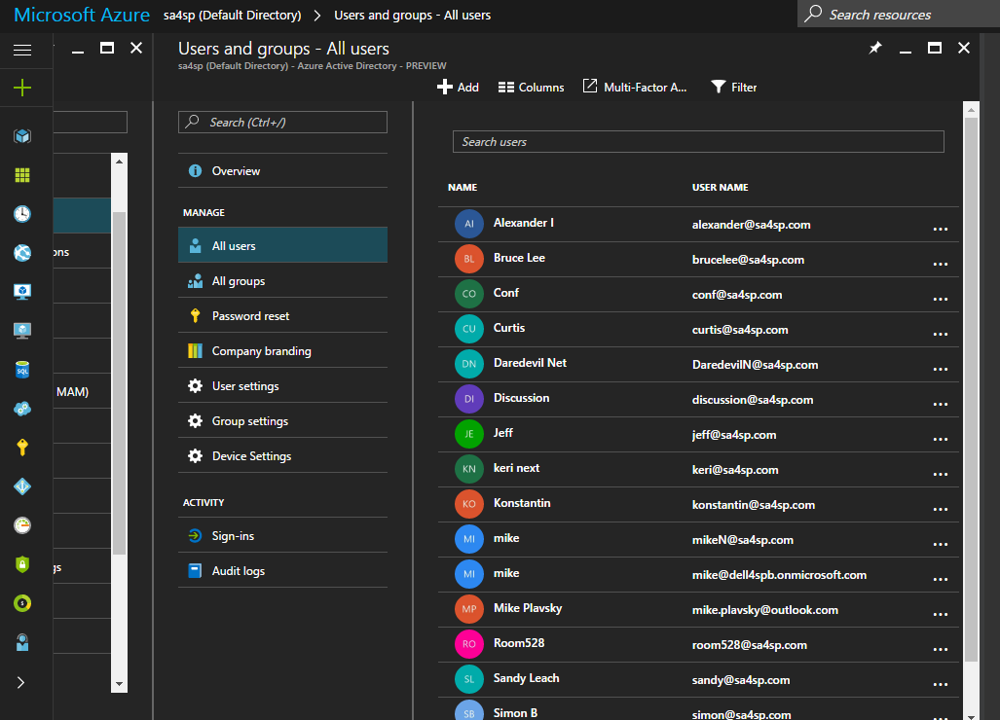 Microsoft Azure sa4sp (Default Directory) > Users and groups - All users
Search resources
Users and groups - All users
sa4sp (Default Directory) - Azure Active Directory - PREVIEW
Add Columns Multi-Factor A... Filter
Search (Ctrl+/)
Overview
MANAGE
All users
All groups
Password reset
Company branding
User settings
Group settings
Device Settings
ACTIVITY
Sign-ins
Audit logs
ons
MAM)
gs
SQL
Search users
NAME USER NAME
AI Alexander I alexander@sa4sp.com ...
BL Bruce Lee brucelee@sa4sp.com ...
CO Conf conf@sa4sp.com ...
CU Curtis curtis@sa4sp.com ...
DN Daredevil Net DaredevilN@sa4sp.com ...
DI Discussion discussion@sa4sp.com ...
JE Jeff jeff@sa4sp.com ...
KN keri next keri@sa4sp.com ...
KO Konstantin konstantin@sa4sp.com ...
MI mike mikeN@sa4sp.com ...
MI mike mike@dell4spb.onmicrosoft.com ...
MP Mike Plavsky mike.plavsky@outlook.com ...
RO Room528 room528@sa4sp.com ...
SL Sandy Leach sandy@sa4sp.com ...
SB Simon B simon@sa4sp.com ...